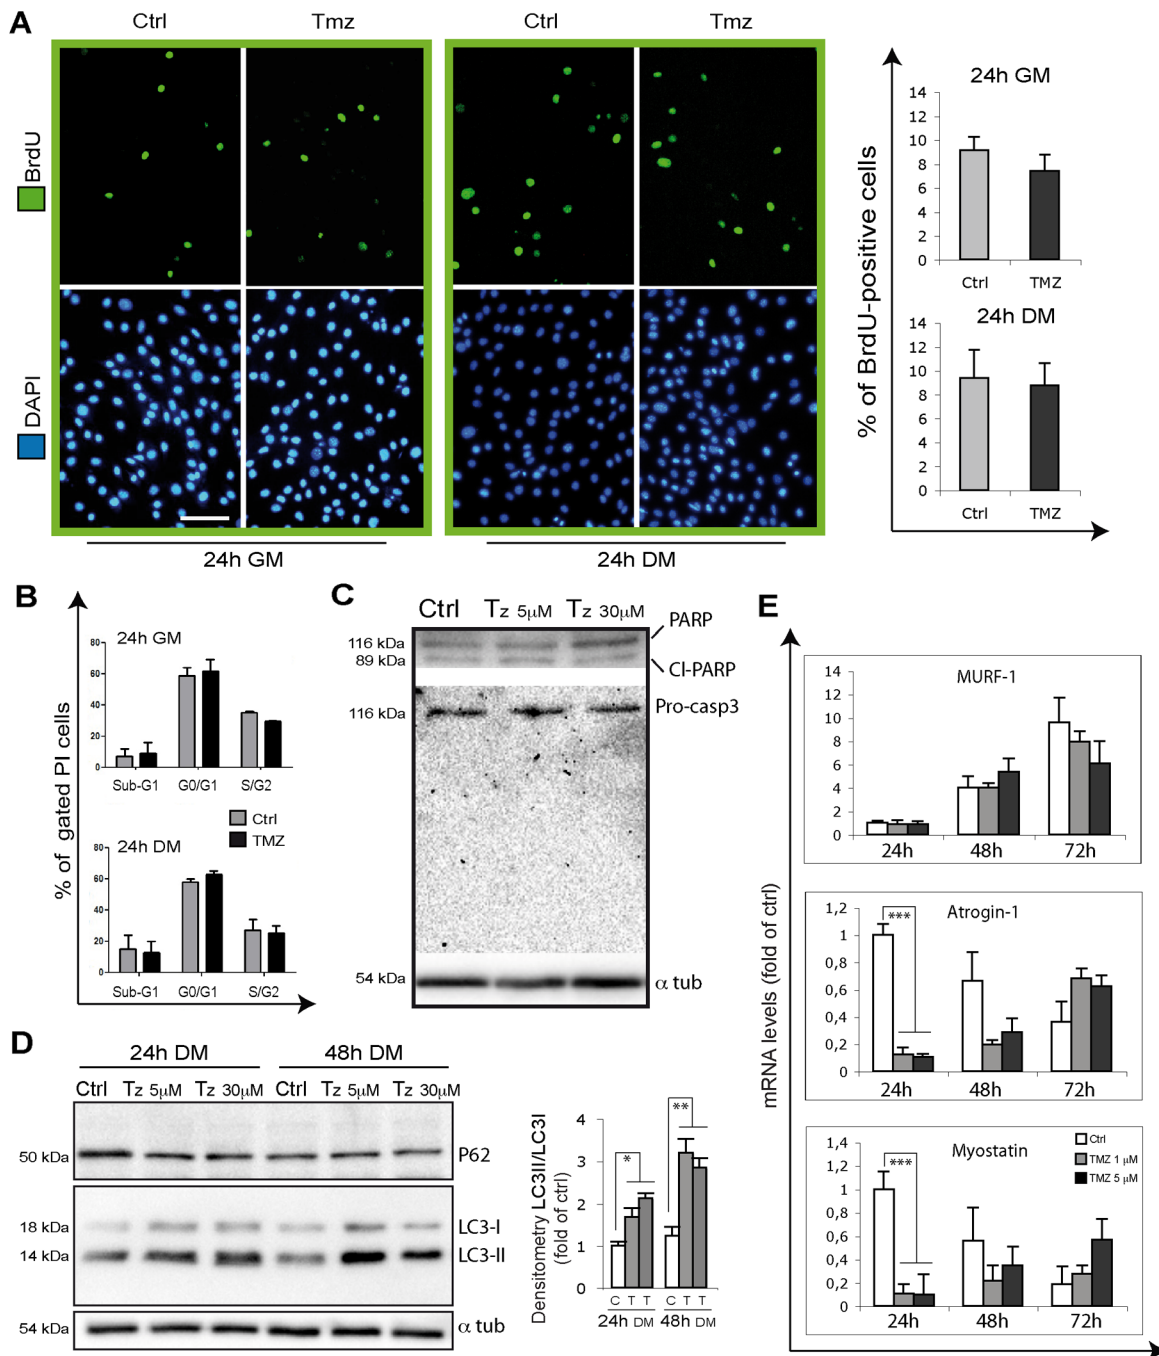 A
Ctrl Tmz Ctrl Tmz
BrdU
DAPI
24h GM 24h DM
% of BrdU-positive cells
24h GM
14
12
10
8
6
4
2
0
Ctrl TMZ
24h DM
14
12
10
8
6
4
2
0
Ctrl TMZ
B
% of gated PI cells
24h GM
80
60
40
20
0
Sub-G1 G0/G1 S/G2
Ctrl
TMZ
24h DM
80
60
40
20
0
Sub-G1 G0/G1 S/G2
C
Ctrl Tz 5µM Tz 30µM
116 kDa
89 kDa
PARP
Cl-PARP
116 kDa
Pro-casp3
54 kDa
α tub
D
24h DM 48h DM
Ctrl Tz 5µM Tz 30µM Ctrl Tz 5µM Tz 30µM
50 kDa P62
18 kDa LC3-I
14 kDa LC3-II
54 kDa α tub
Densitometry LC3II/LC3I
(fold of ctrl)
4
3
2
1
0
*
**
C T T C T T
24h DM 48h DM
E
mRNA levels (fold of ctrl)
MURF-1
14
12
10
8
6
4
2
0
24h 48h 72h
Atrogin-1
1,2
1
0,8
0,6
0,4
0,2
0
***
24h 48h 72h
Myostatin
1,4
1,2
1
0,8
0,6
0,4
0,2
0
***
Ctrl
TMZ 1 µM
TMZ 5 µM
24h 48h 72h